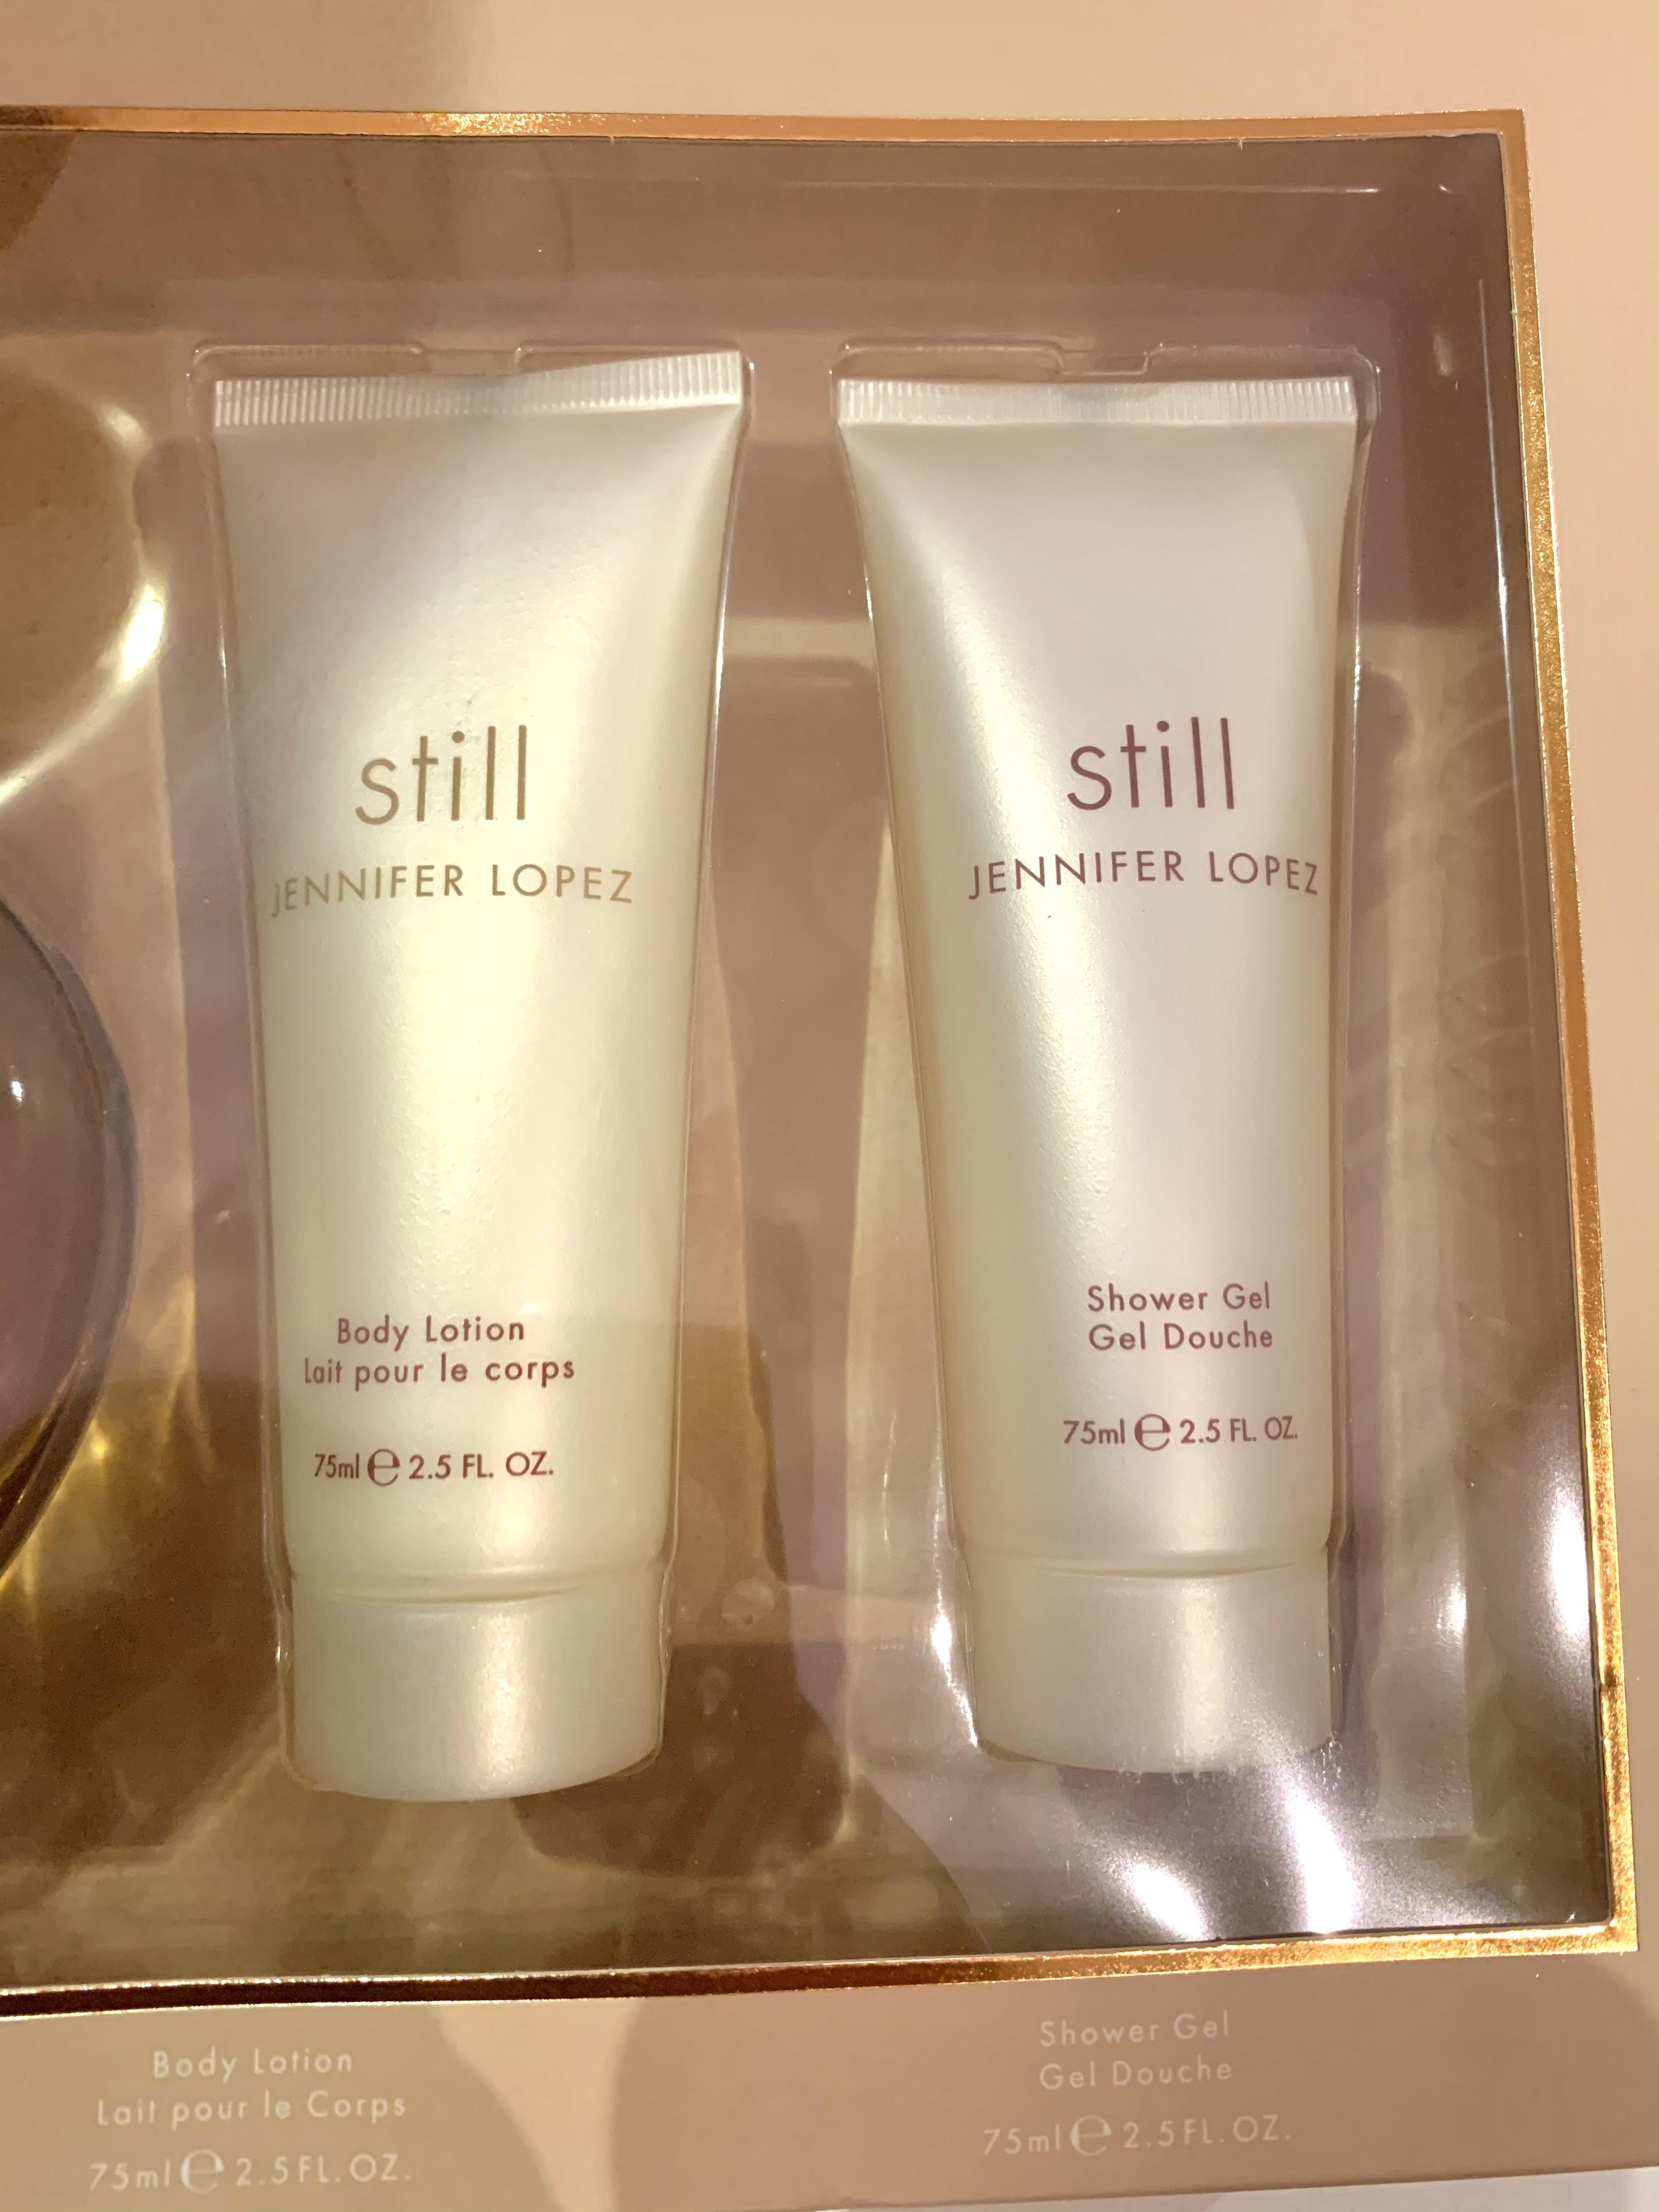 still
JENNIFER LOPEZ
Body Lotion
Lait pour le corps
75ml ℮ 2.5 FL. OZ.
still
JENNIFER LOPEZ
Shower Gel
Gel Douche
75ml ℮ 2.5 FL. OZ.
Body Lotion
Lait pour le Corps
75ml ℮ 2.5FL.OZ.
Shower Gel
Gel Douche
75ml ℮ 2.5FL.OZ.